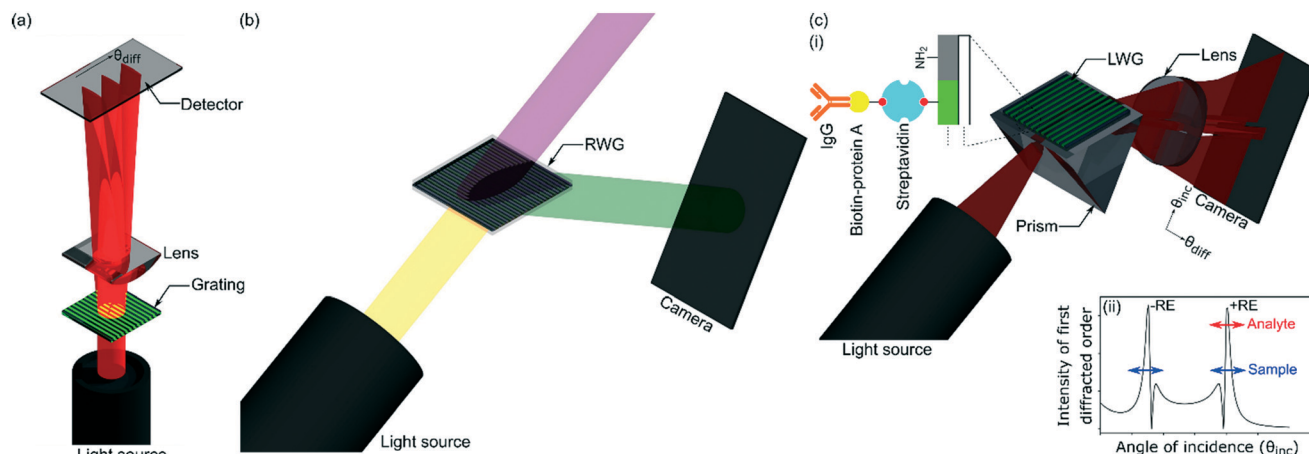 (a)
θdiff
Detector
Lens
Grating
Light source
(b)
RWG
Camera
Light source
(c)
(i)
IgG
Biotin-protein A
Streptavidin
NH2
LWG
Lens
Prism
Camera
θinc
θdiff
Light source
(ii)
-RE
+RE
Analyte
Sample
Intensity of first
diffracted order
Angle of incidence (θinc)